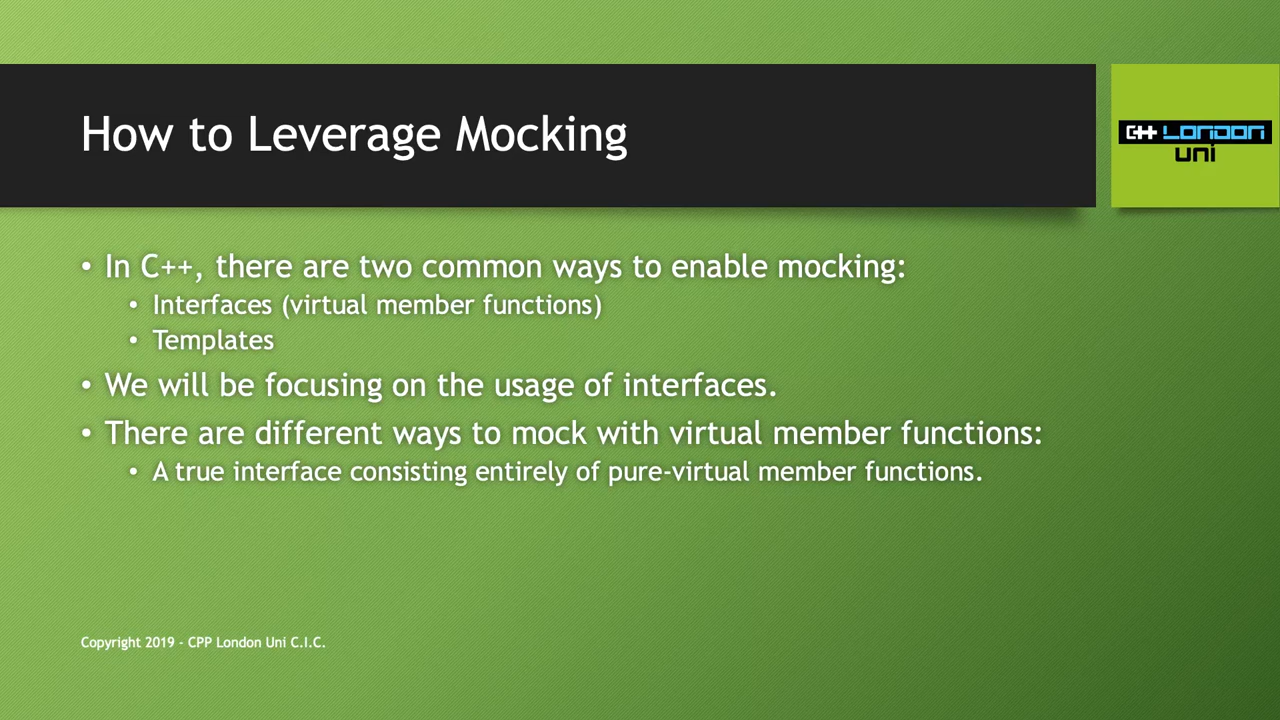 How to Leverage Mocking
C++ LONDON
uni
• In C++, there are two common ways to enable mocking:
• Interfaces (virtual member functions)
• Templates
• We will be focusing on the usage of interfaces.
• There are different ways to mock with virtual member functions:
• A true interface consisting entirely of pure-virtual member functions.
Copyright 2019 - CPP London Uni C.I.C.